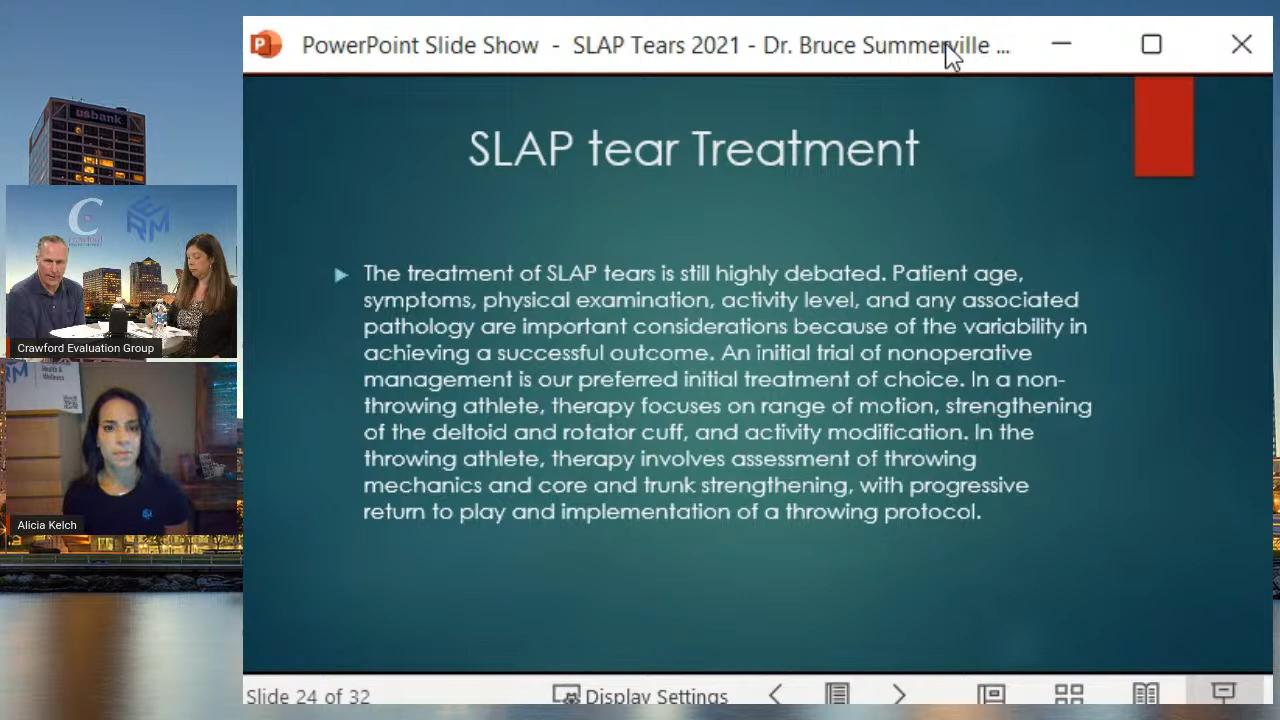 PowerPoint Slide Show - SLAP Tears 2021 - Dr. Bruce Summerville ...
usbank
SLAP tear Treatment
The treatment of SLAP tears is still highly debated. Patient age,
symptoms, physical examination, activity level, and any associated
pathology are important considerations because of the variability in
achieving a successful outcome. An initial trial of nonoperative
management is our preferred initial treatment of choice. In a non-
throwing athlete, therapy focuses on range of motion, strengthening
of the deltoid and rotator cuff, and activity modification. In the
throwing athlete, therapy involves assessment of throwing
mechanics and core and trunk strengthening, with progressive
return to play and implementation of a throwing protocol.
Crawford Evaluation Group
Health &
Wellness
Alicia Kelch
Slide 24 of 32
Display Settings